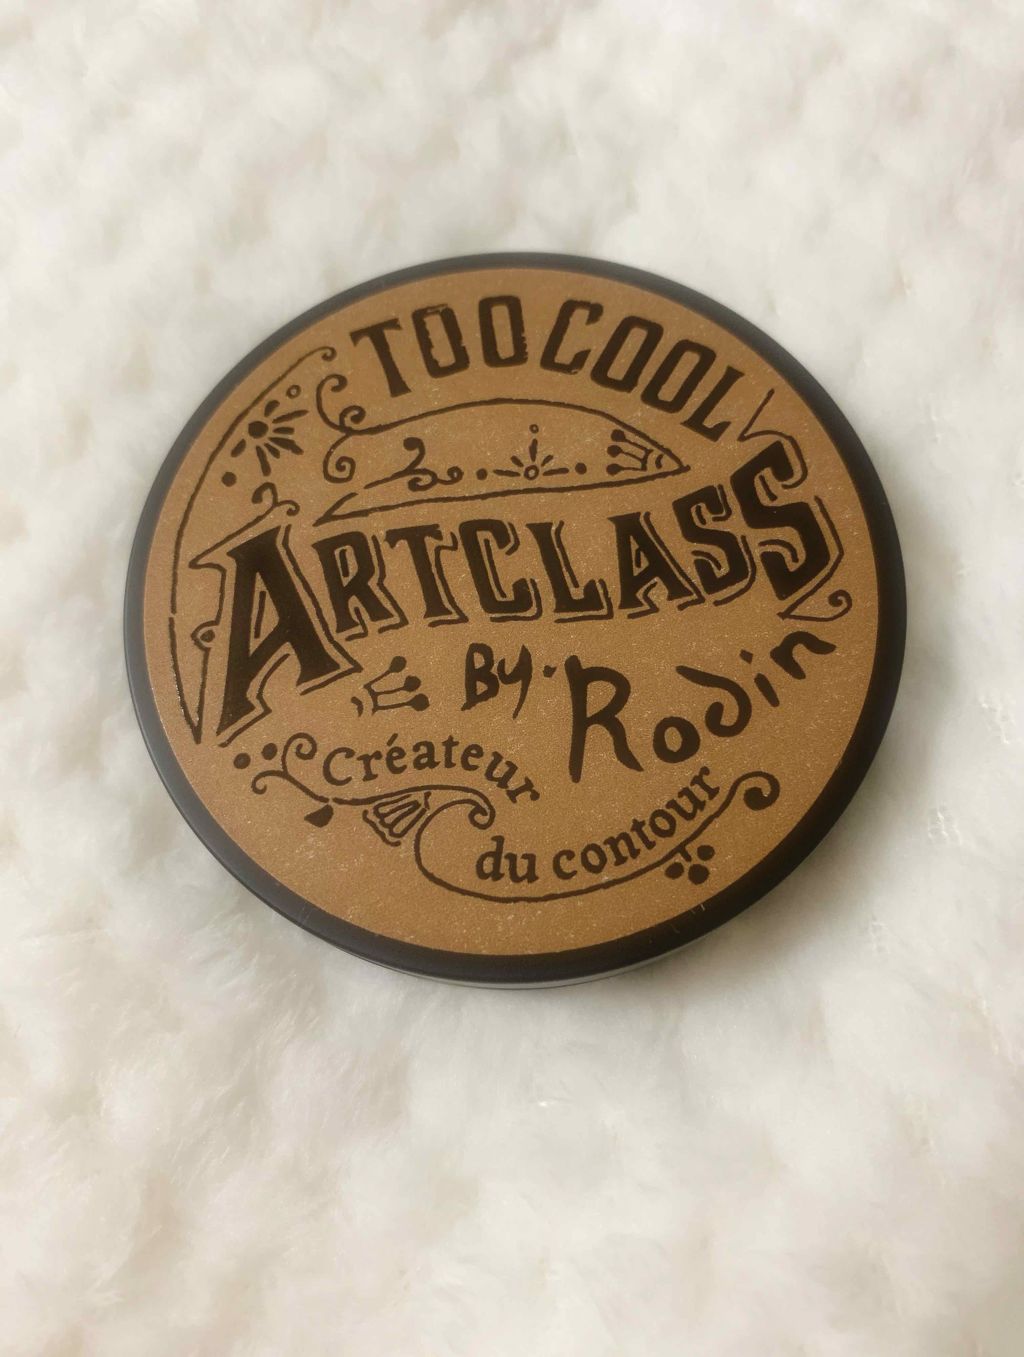 TOO COOL
ARTCLASS
By. Rodin
Créateur
du contour